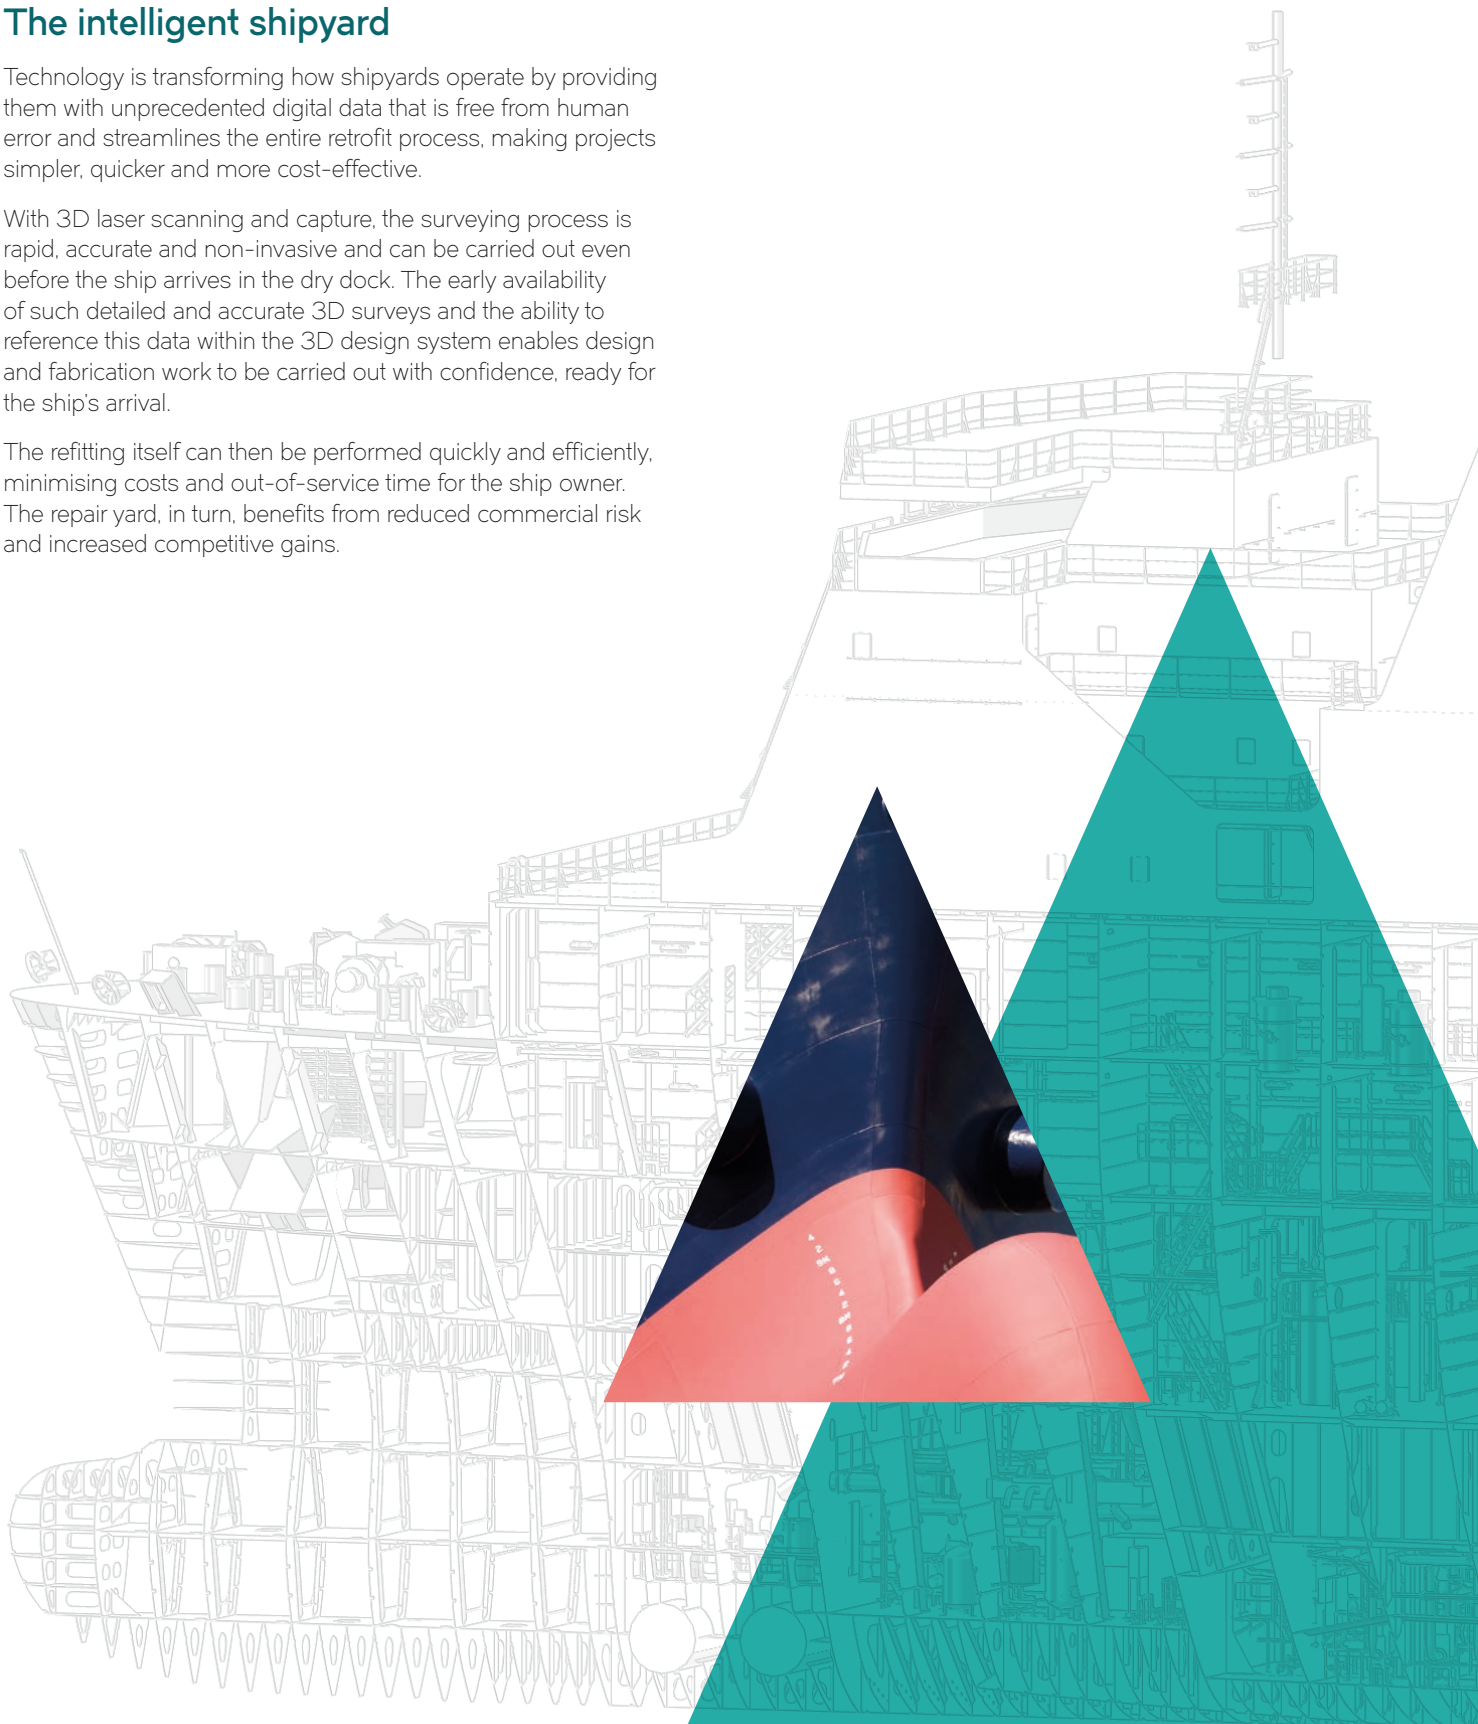 The intelligent shipyard
Technology is transforming how shipyards operate by providing
them with unprecedented digital data that is free from human
error and streamlines the entire retrofit process, making projects
simpler, quicker and more cost-effective.
With 3D laser scanning and capture, the surveying process is
rapid, accurate and non-invasive and can be carried out even
before the ship arrives in the dry dock. The early availability
of such detailed and accurate 3D surveys and the ability to
reference this data within the 3D design system enables design
and fabrication work to be carried out with confidence, ready for
the ship's arrival.
The refitting itself can then be performed quickly and efficiently,
minimising costs and out-of-service time for the ship owner.
The repair yard, in turn, benefits from reduced commercial risk
and increased competitive gains.
4
2